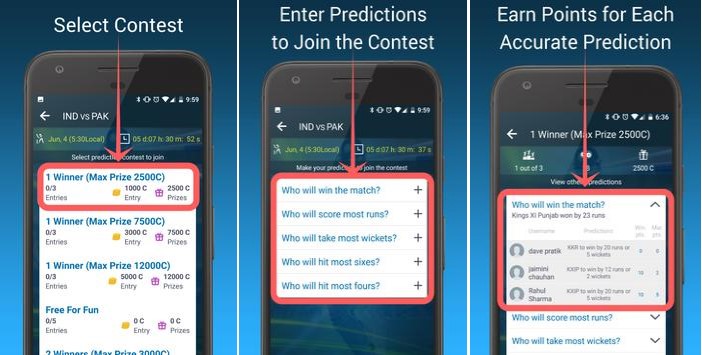 Select Contest
9:59
IND vs PAK
Jun, 4 (5:30Local) 05 d:07 h: 30 m: 52 s
Select prediction contest to join
1 Winner (Max Prize 2500C)
0/3 1000 C 2500 C
Entries Entry Prizes
1 Winner (Max Prize 7500C)
0/3 3000 C 7500 C
Entries Entry Prizes
1 Winner (Max Prize 12000C)
0/3 5000 C 12000 C
Entries Entry Prizes
Free For Fun
0/5 0 C 0 C
Entries Entry Prizes
2 Winners (Max Prize 3000C)
Enter Predictions
to Join the Contest
9:59
IND vs PAK
Jun, 4 (5:30Local) 05 d:07 h: 30 m: 37 s
Make your prediction to join the contest
Who will win the match? +
Who will score most runs? +
Who will take most wickets? +
Who will hit most sixes? +
Who will hit most fours? +
Earn Points for Each
Accurate Prediction
6:36
1 Winner (Max Prize 2500C)
1 out of 3 2500 C
View other predictions
Who will win the match?
Kings XI Punjab won by 23 runs
Username Predictions Win pts Mar pts
dave pratik KKR to win by 20 runs or
5 wickets 0 0
jaimini
chauhan KXIP to win by 12 runs or
2 wickets 10 2
Rahul
Sharma KXIP to win by 20 runs or
5 wickets 10 5
Who will score most runs?
Who will take most wickets?